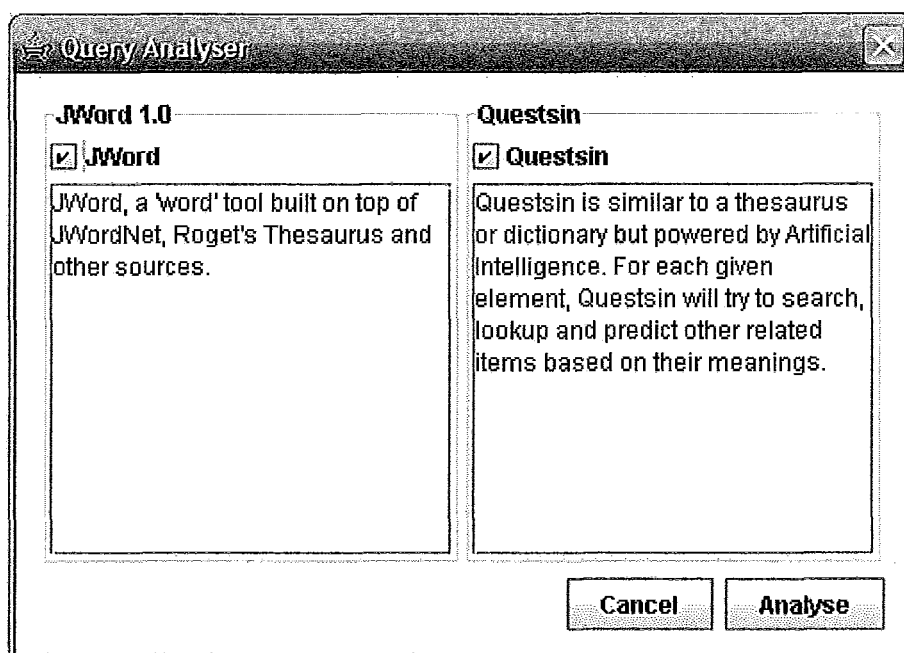 Query Analyser
JWord 1.0
JWord
JWord, a 'word' tool built on top of
JWordNet, Roget's Thesaurus and
other sources.
Questsin
Questsin
Questsin is similar to a thesaurus
or dictionary but powered by Artificial
Intelligence. For each given
element, Questsin will try to search,
lookup and predict other related
items based on their meanings.
Cancel
Analyse